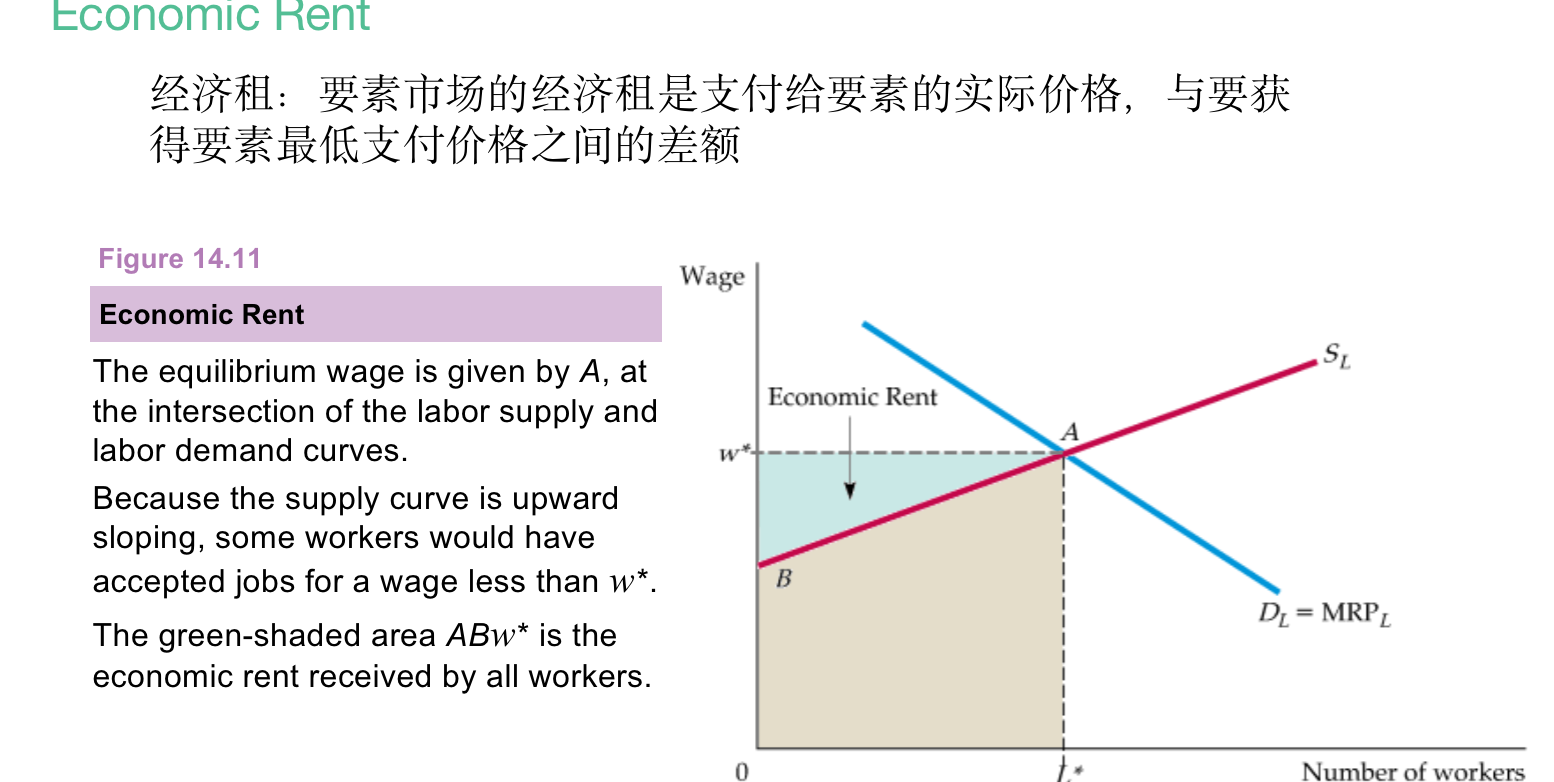 Economic Rent
经济租：要素市场的经济租是支付给要素的实际价格，与要获
得要素最低支付价格之间的差额
Figure 14.11
Economic Rent
The equilibrium wage is given by A, at
the intersection of the labor supply and
labor demand curves.
Because the supply curve is upward
sloping, some workers would have
accepted jobs for a wage less than w*.
The green-shaded area ABw* is the
economic rent received by all workers.
Wage
S_L
Economic Rent
A
w*
B
D_L = MRP_L
0
L*
Number of workers